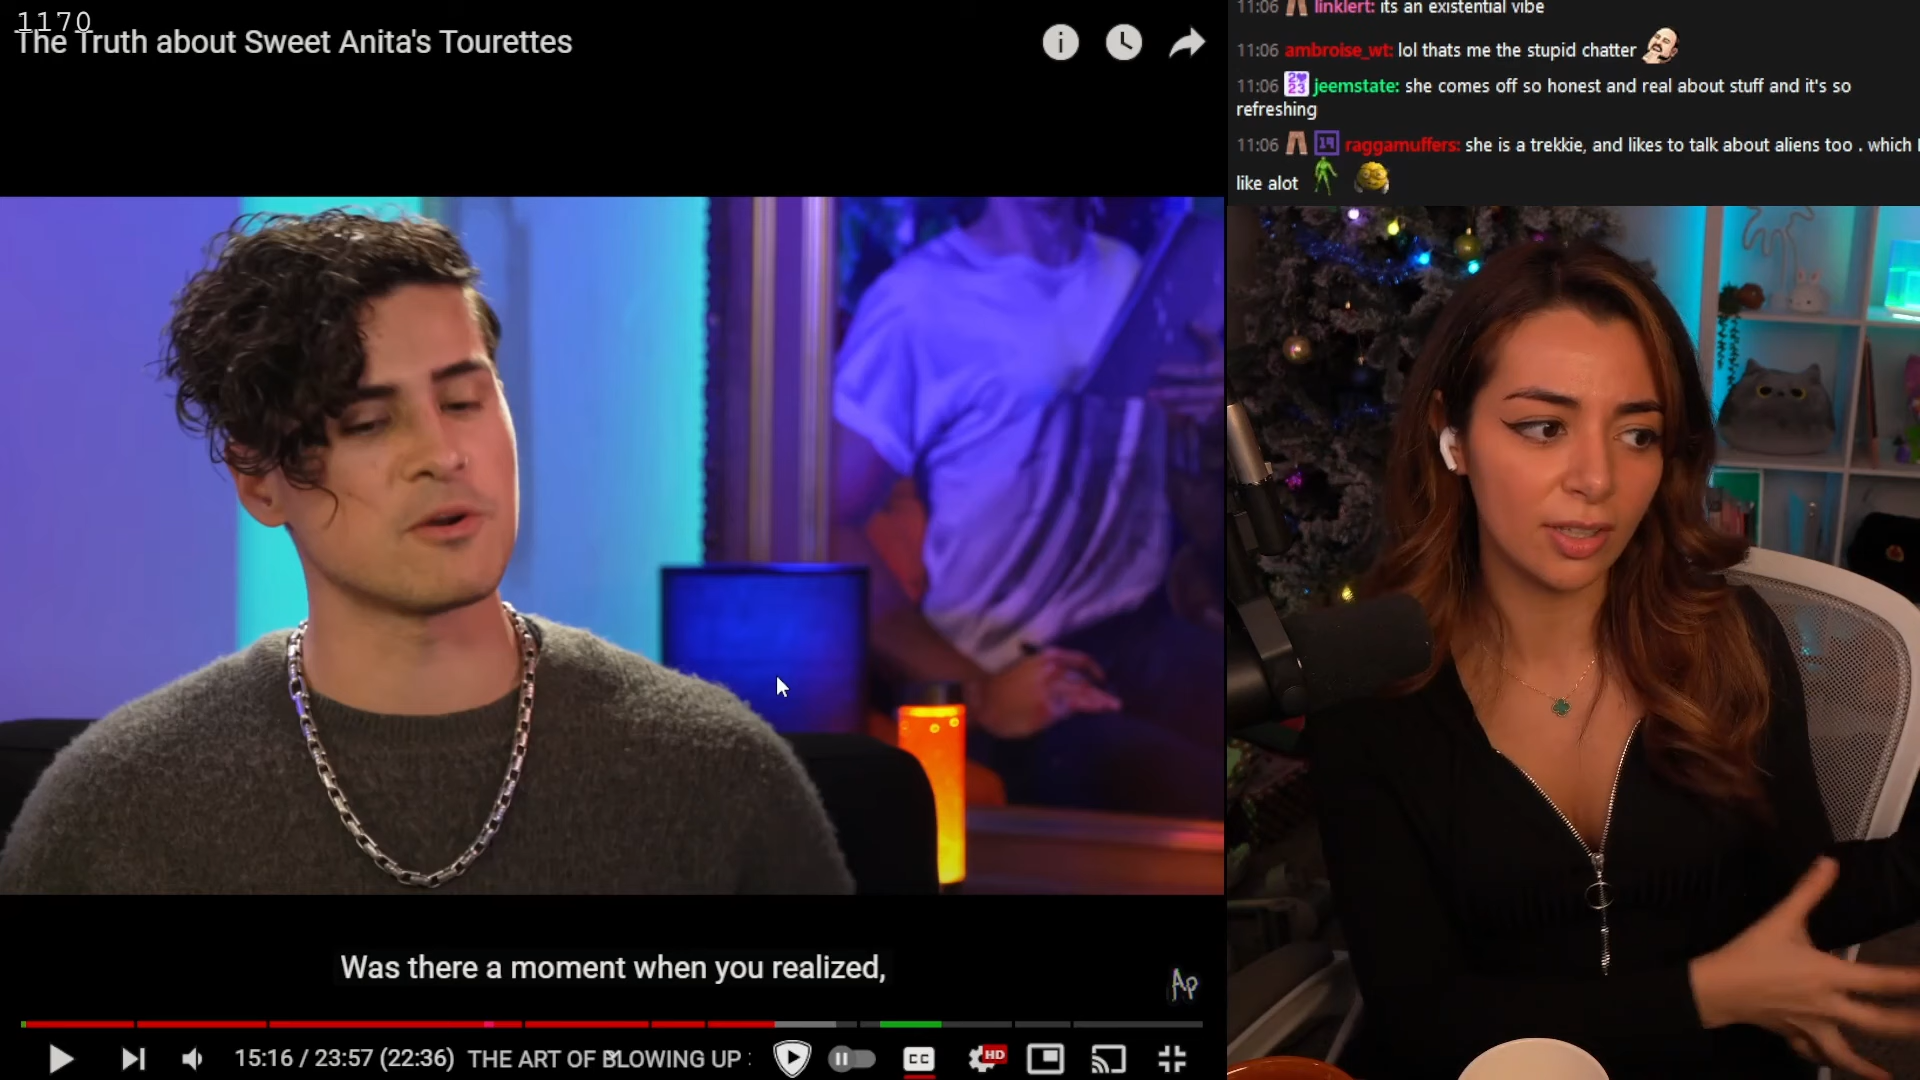 1170
The Truth about Sweet Anita's Tourettes
11:06 linklert: its an existential vibe
11:06 ambroise_wt: lol thats me the stupid chatter
11:06 jeemstate: she comes off so honest and real about stuff and it's so
refreshing
11:06 raggamuffers: she is a trekkie, and likes to talk about aliens too . which I
like alot
Was there a moment when you realized,
Ap
15:16 / 23:57 (22:36) THE ART OF BLOWING UP :
CC
HD